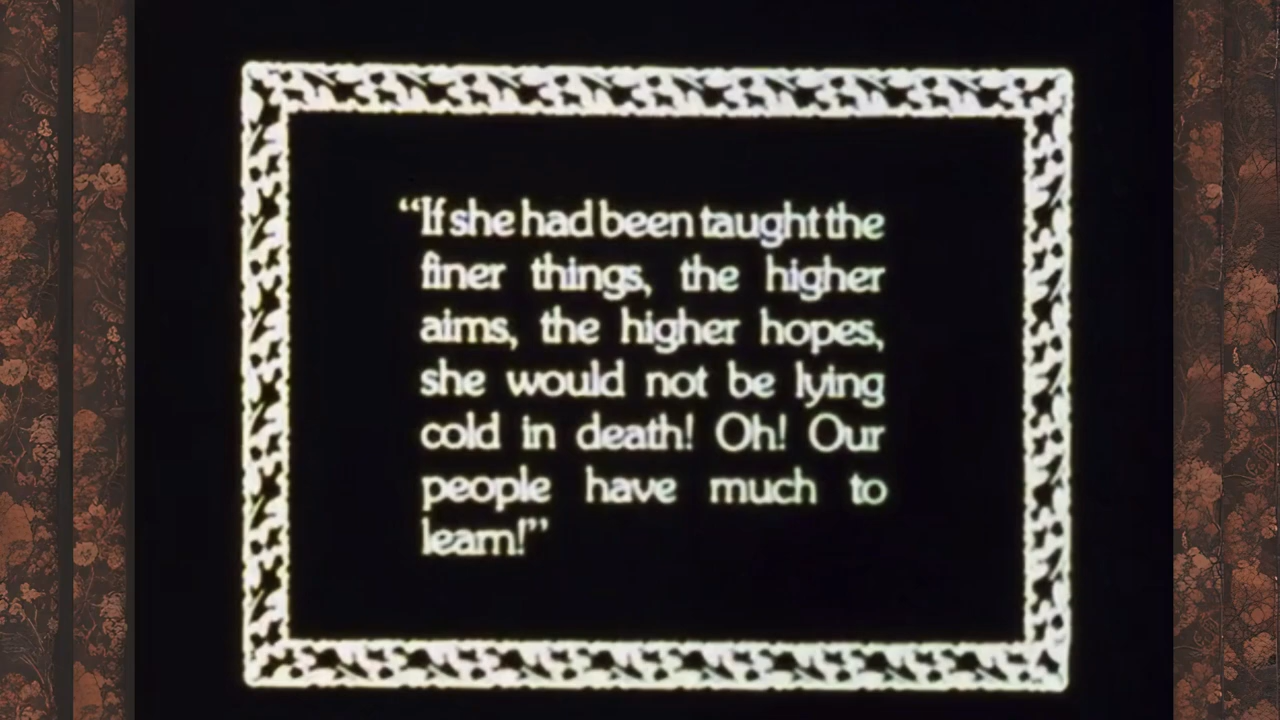 “If she had been taught the
finer things, the higher
aims, the higher hopes,
she would not be lying
cold in death! Oh! Our
people have much to
learn!”